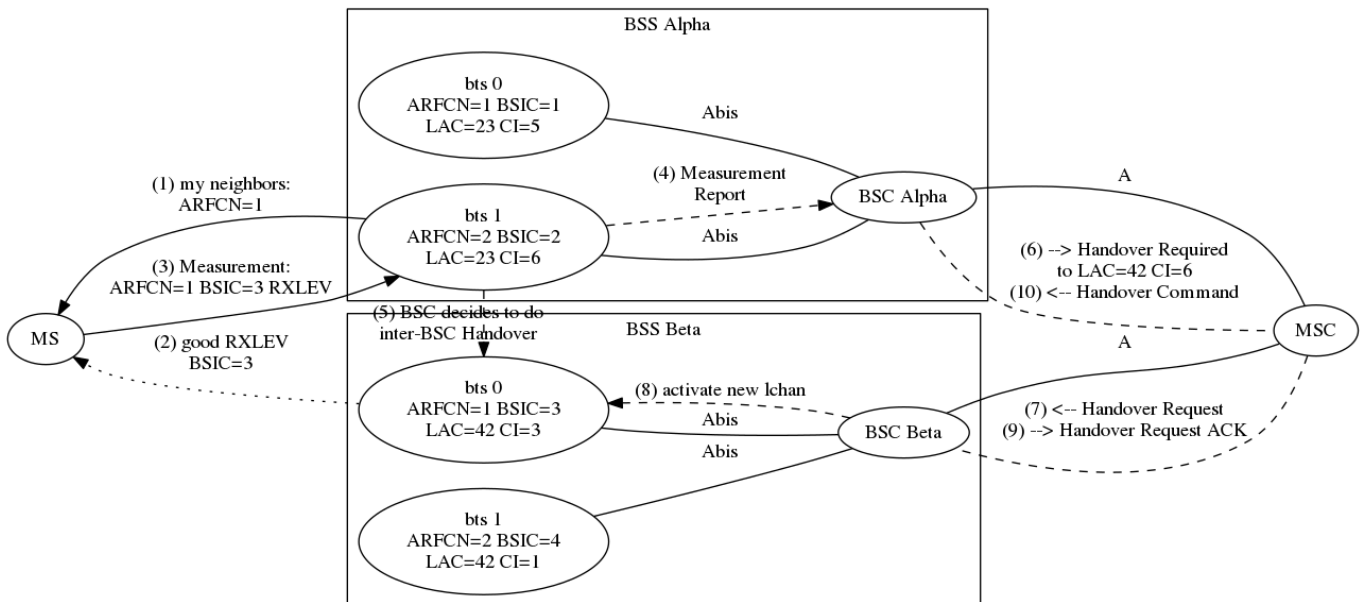 BSS Alpha
bts 0
ARFCN=1 BSIC=1
LAC=23 CI=5
Abis
(4) Measurement
Report
BSC Alpha
A
(1) my neighbors:
ARFCN=1
bts 1
ARFCN=2 BSIC=2
LAC=23 CI=6
Abis
(3) Measurement:
ARFCN=1 BSIC=3 RXLEV
(6) --> Handover Required
to LAC=42 CI=6
(10) <-- Handover Command
MS
(5) BSC decides to do
inter-BSC Handover
BSS Beta
MSC
(2) good RXLEV
BSIC=3
A
bts 0
ARFCN=1 BSIC=3
LAC=42 CI=3
(8) activate new lchan
Abis
BSC Beta
(7) <-- Handover Request
(9) --> Handover Request ACK
Abis
bts 1
ARFCN=2 BSIC=4
LAC=42 CI=1